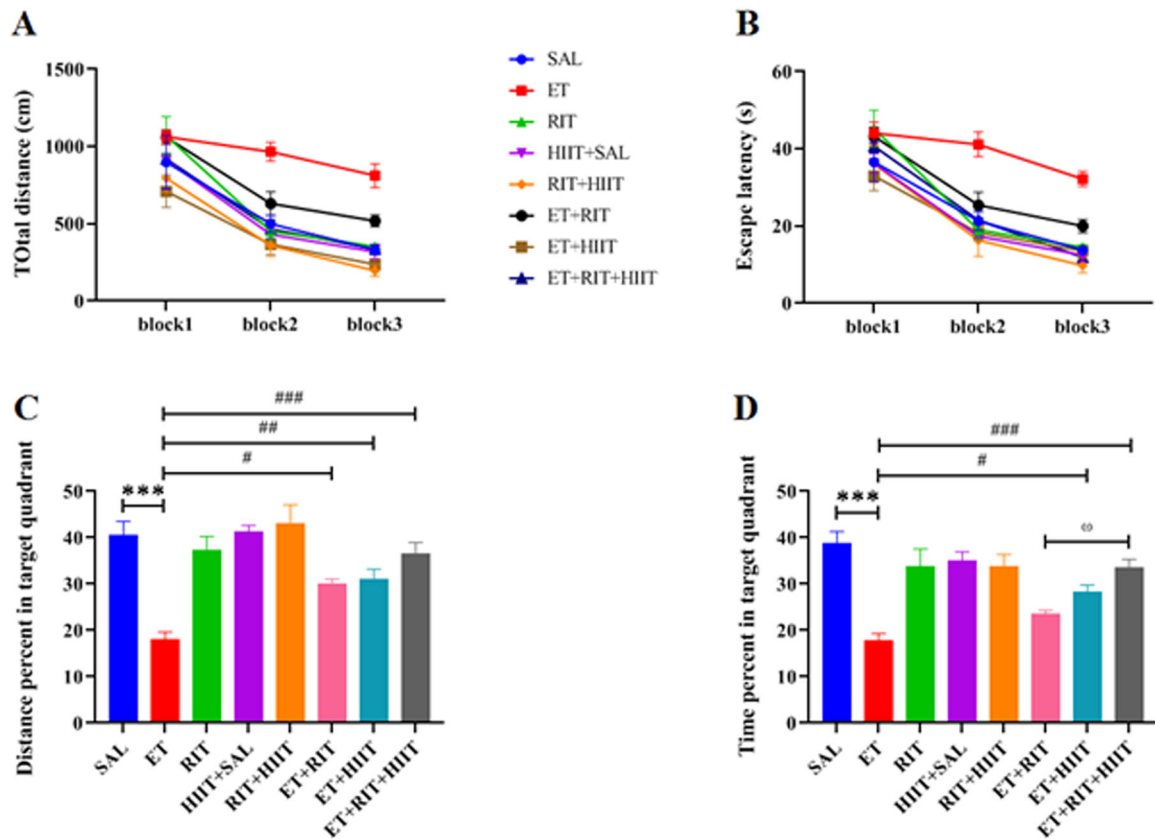 A
TOtal distance (cm)
1500
1000
500
0
block1 block2 block3
SAL
ET
RIT
HIIT+SAL
RIT+HIIT
ET+RIT
ET+HIIT
ET+RIT+HIIT
B
Escape latency (s)
60
40
20
0
block1 block2 block3
C
Distance percent in target quadrant
###
##
#
***
50
40
30
20
10
0
SAL
ET
RIT
HIIT+SAL
RIT+HIIT
ET+RIT
ET+HIIT
ET+RIT+HIIT
D
Time percent in target quadrant
###
#
***
ω
50
40
30
20
10
0
SAL
ET
RIT
HIIT+SAL
RIT+HIIT
ET+RIT
ET+HIIT
ET+RIT+HIIT